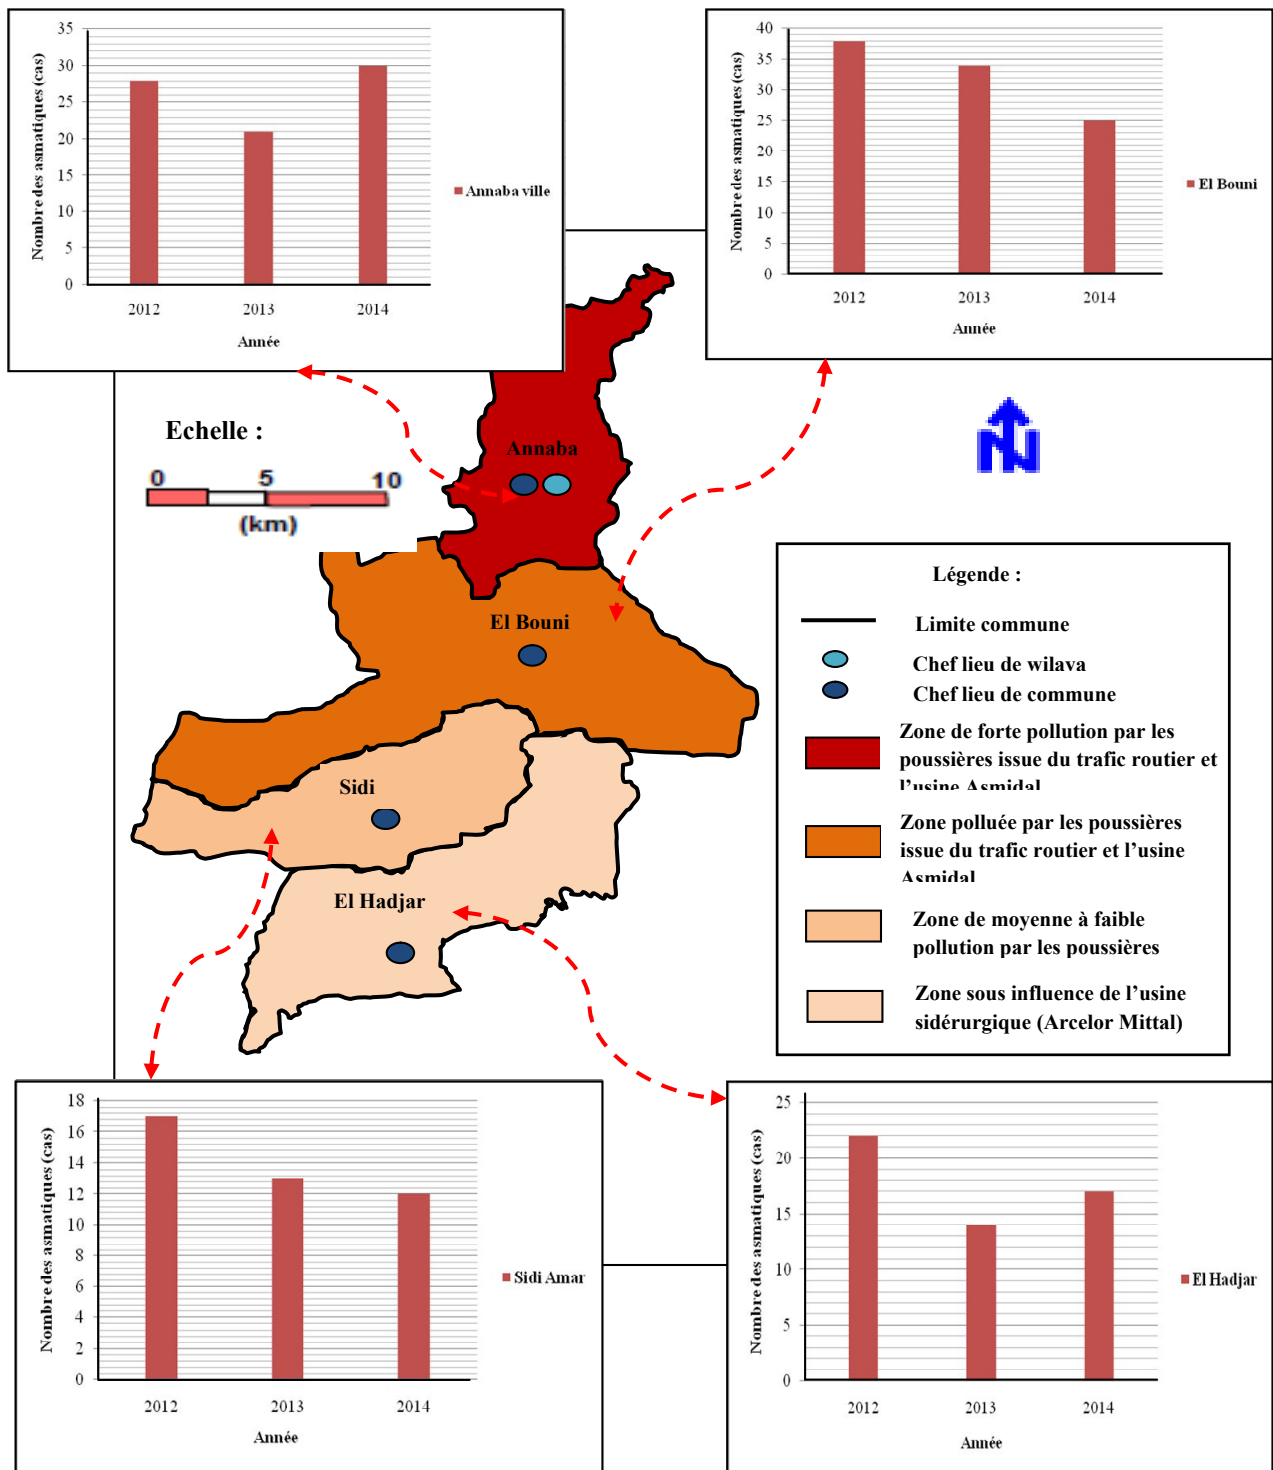 35
30
25
20
15
10
5
0
Nombre des asmatiques (cas)
2012
2013
2014
Année
Annaba ville
40
35
30
25
20
15
10
5
0
Nombre des asmatiques (cas)
2012
2013
2014
Année
El Bouni
Echelle :
0 5 10
(km)
N
Annaba
El Bouni
Sidi
El Hadjar
Légende :
Limite commune
Chef lieu de wilava
Chef lieu de commune
Zone de forte pollution par les
poussières issue du trafic routier et
l'usine Asmidal
Zone polluée par les poussières
issue du trafic routier et l'usine
Asmidal
Zone de moyenne à faible
pollution par les poussières
Zone sous influence de l'usine
sidérurgique (Arcelor Mittal)
18
16
14
12
10
8
6
4
2
0
Nombre des asmatiques (cas)
2012
2013
2014
Année
Sidi Amar
25
20
15
10
5
0
Nombre des asmatiques (cas)
2012
2013
2014
Année
El Hadjar